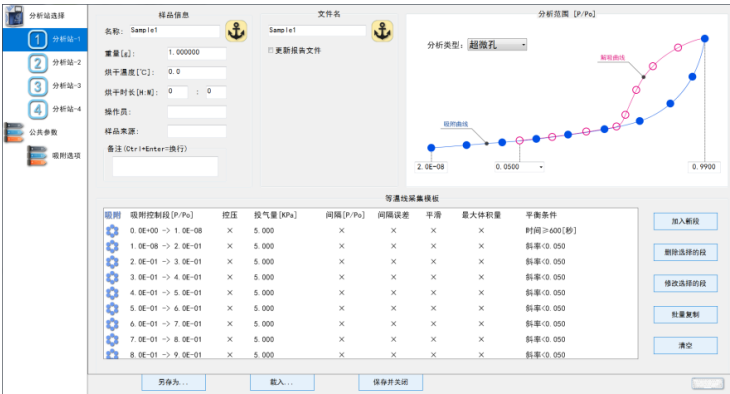 分析站选择
1 分析站-1
2 分析站-2
3 分析站-3
4 分析站-4
公共参数
吸附选项
样品信息
名称: Sample1
重量[g]: 1.000000
烘干温度[℃]: 0.0
烘干时长[H:M]: 0 : 0
操作员:
样品来源:
备注(Ctrl+Enter=换行)
文件名
Sample1
更新报告文件
分析范围 [P/Po]
分析类型: 超微孔
脱吸曲线
吸附曲线
2.0E-08 0.0500 0.9900
等温线采集模板
吸附 吸附控制段[P/Po] 控压 投气量[KPa] 间隔[P/Po] 间隔误差 平滑 最大体积量 平衡条件
0.0E+00 -> 1.0E-08 × 5.000 × × × × 时间≥600[秒]
1.0E-08 -> 2.0E-01 × 5.000 × × × × 斜率<0.050
2.0E-01 -> 3.0E-01 × 5.000 × × × × 斜率<0.050
3.0E-01 -> 4.0E-01 × 5.000 × × × × 斜率<0.050
4.0E-01 -> 5.0E-01 × 5.000 × × × × 斜率<0.050
5.0E-01 -> 6.0E-01 × 5.000 × × × × 斜率<0.050
6.0E-01 -> 7.0E-01 × 5.000 × × × × 斜率<0.050
7.0E-01 -> 8.0E-01 × 5.000 × × × × 斜率<0.050
8.0E-01 -> 9.0E-01 × 5.000 × × × × 斜率<0.050
加入新段
删除选择的段
修改选择的段
批量复制
清空
另存为...
载入...
保存并关闭